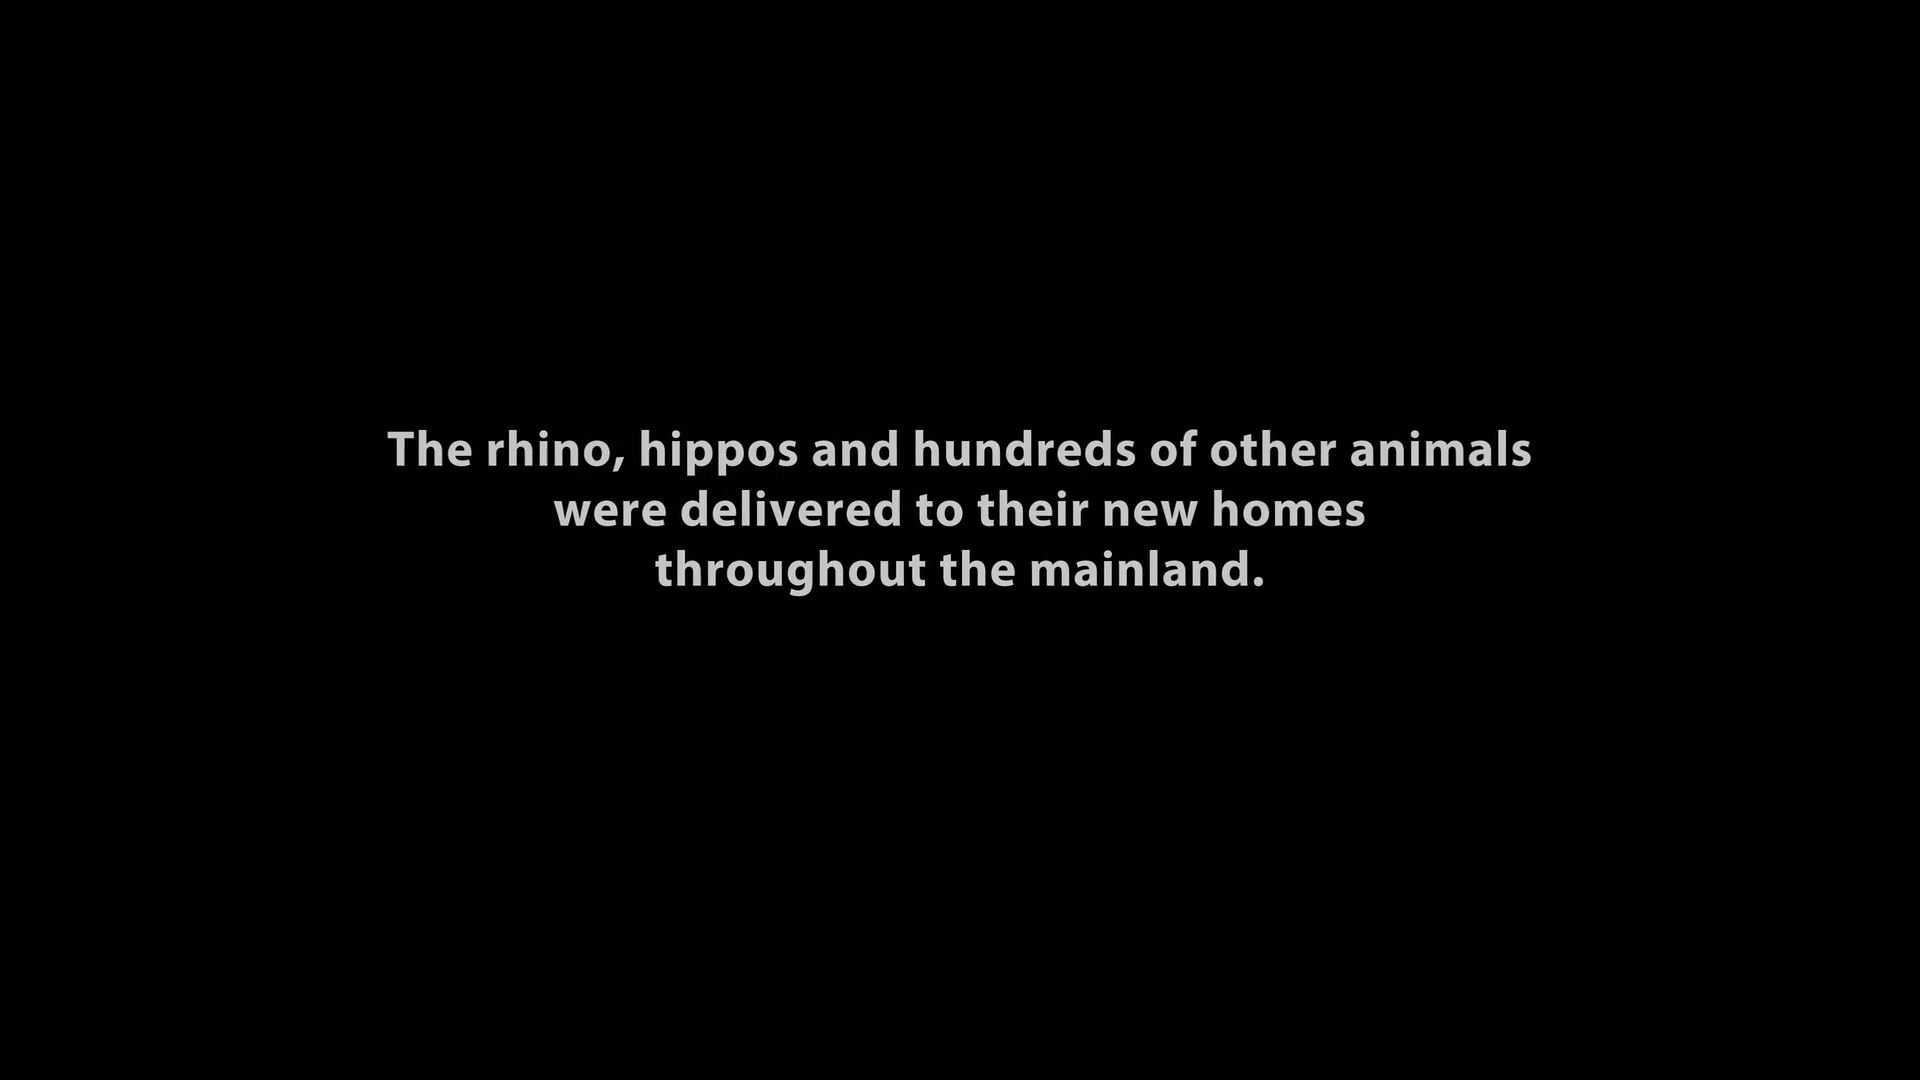 The rhino, hippos and hundreds of other animals
were delivered to their new homes
throughout the mainland.